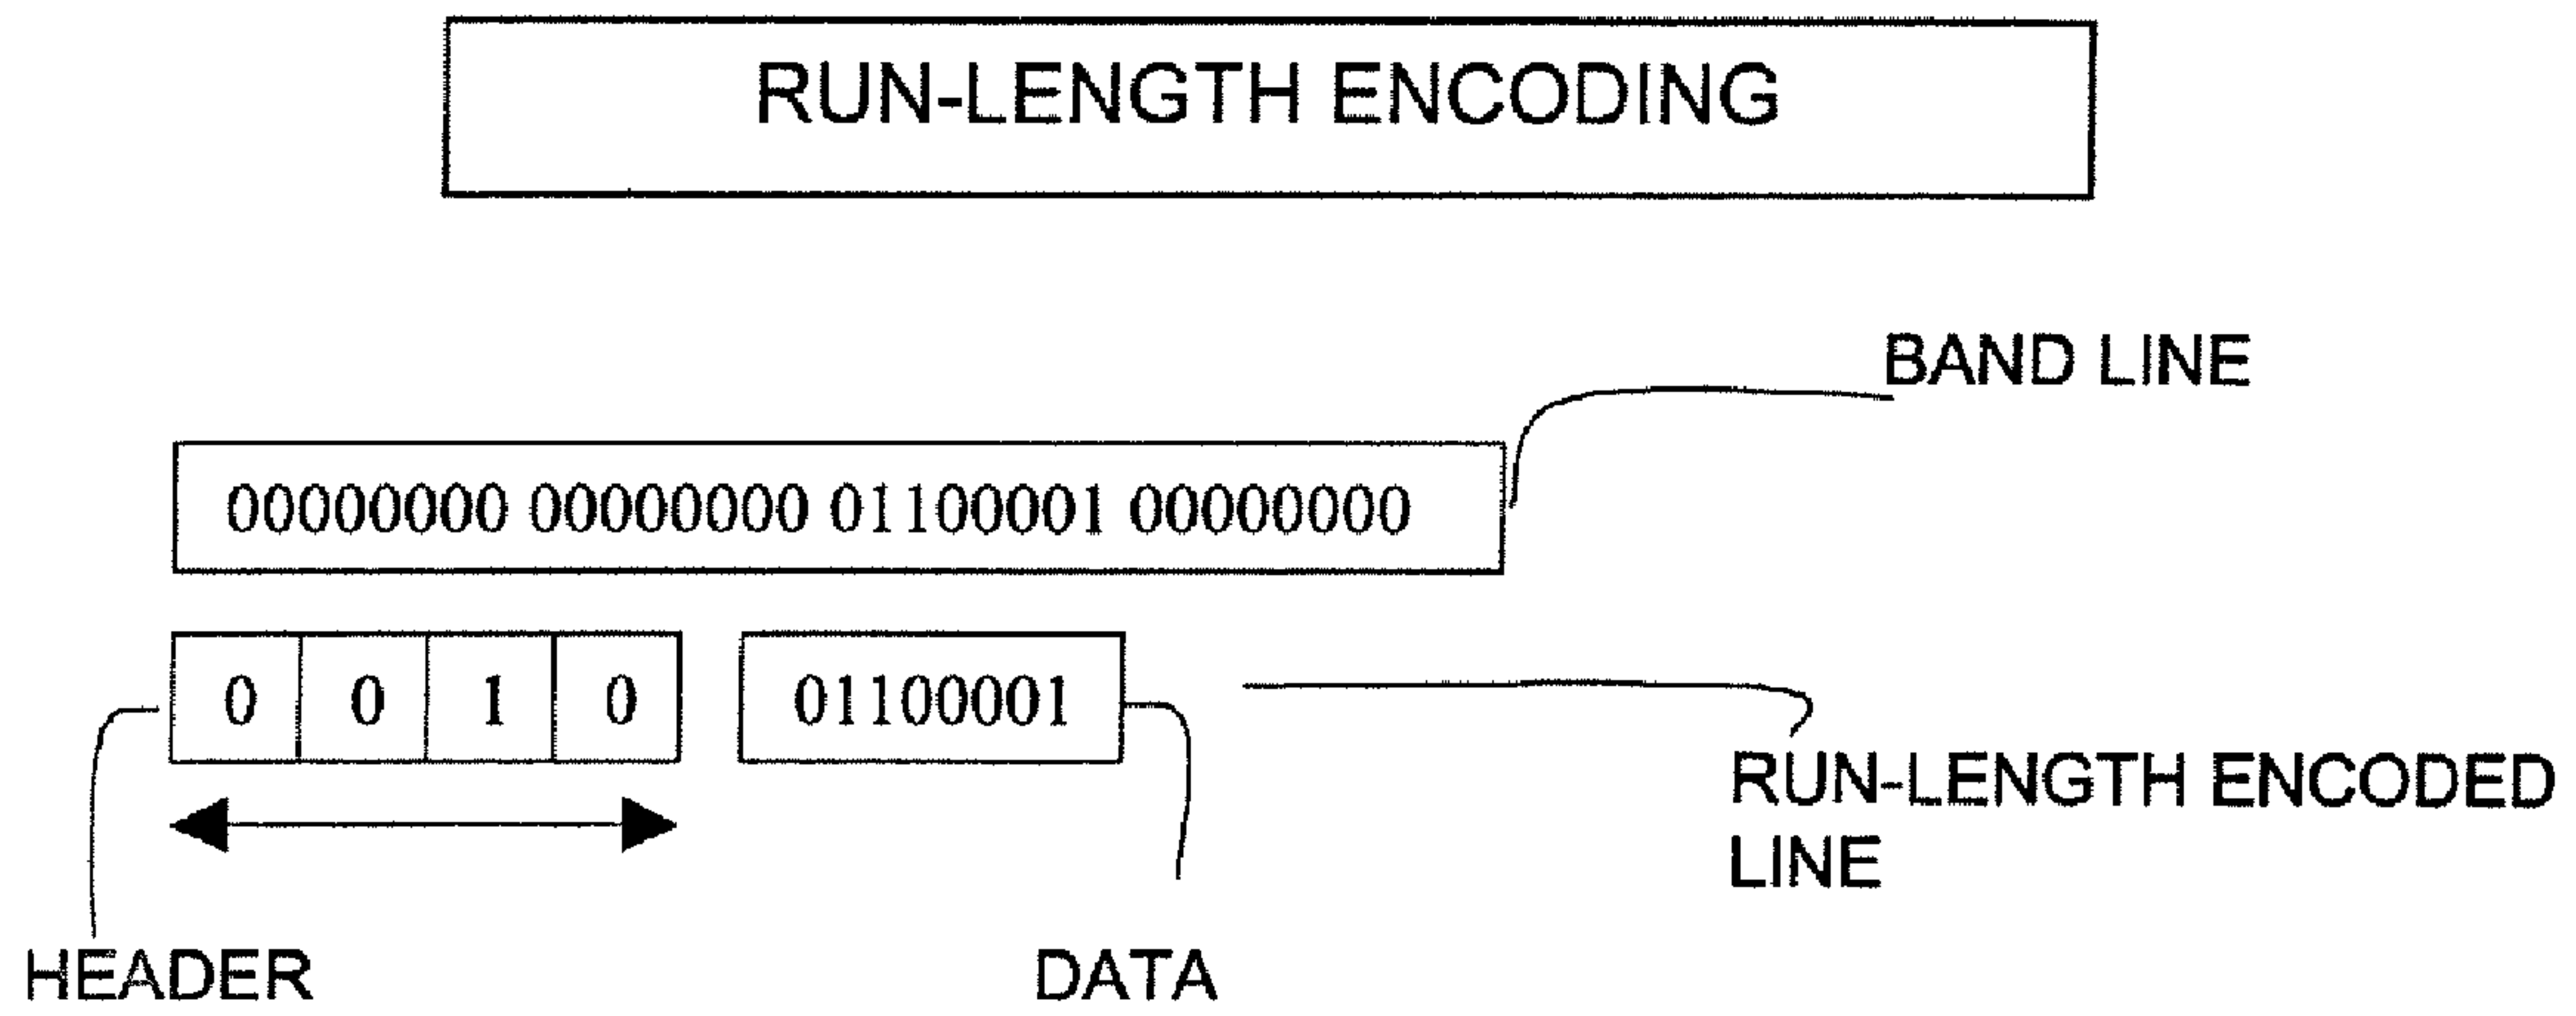 RUN-LENGTH ENCODING
BAND LINE
00000000 00000000 01100001 00000000
0 0 1 0 01100001
RUN-LENGTH ENCODED
LINE
HEADER
DATA